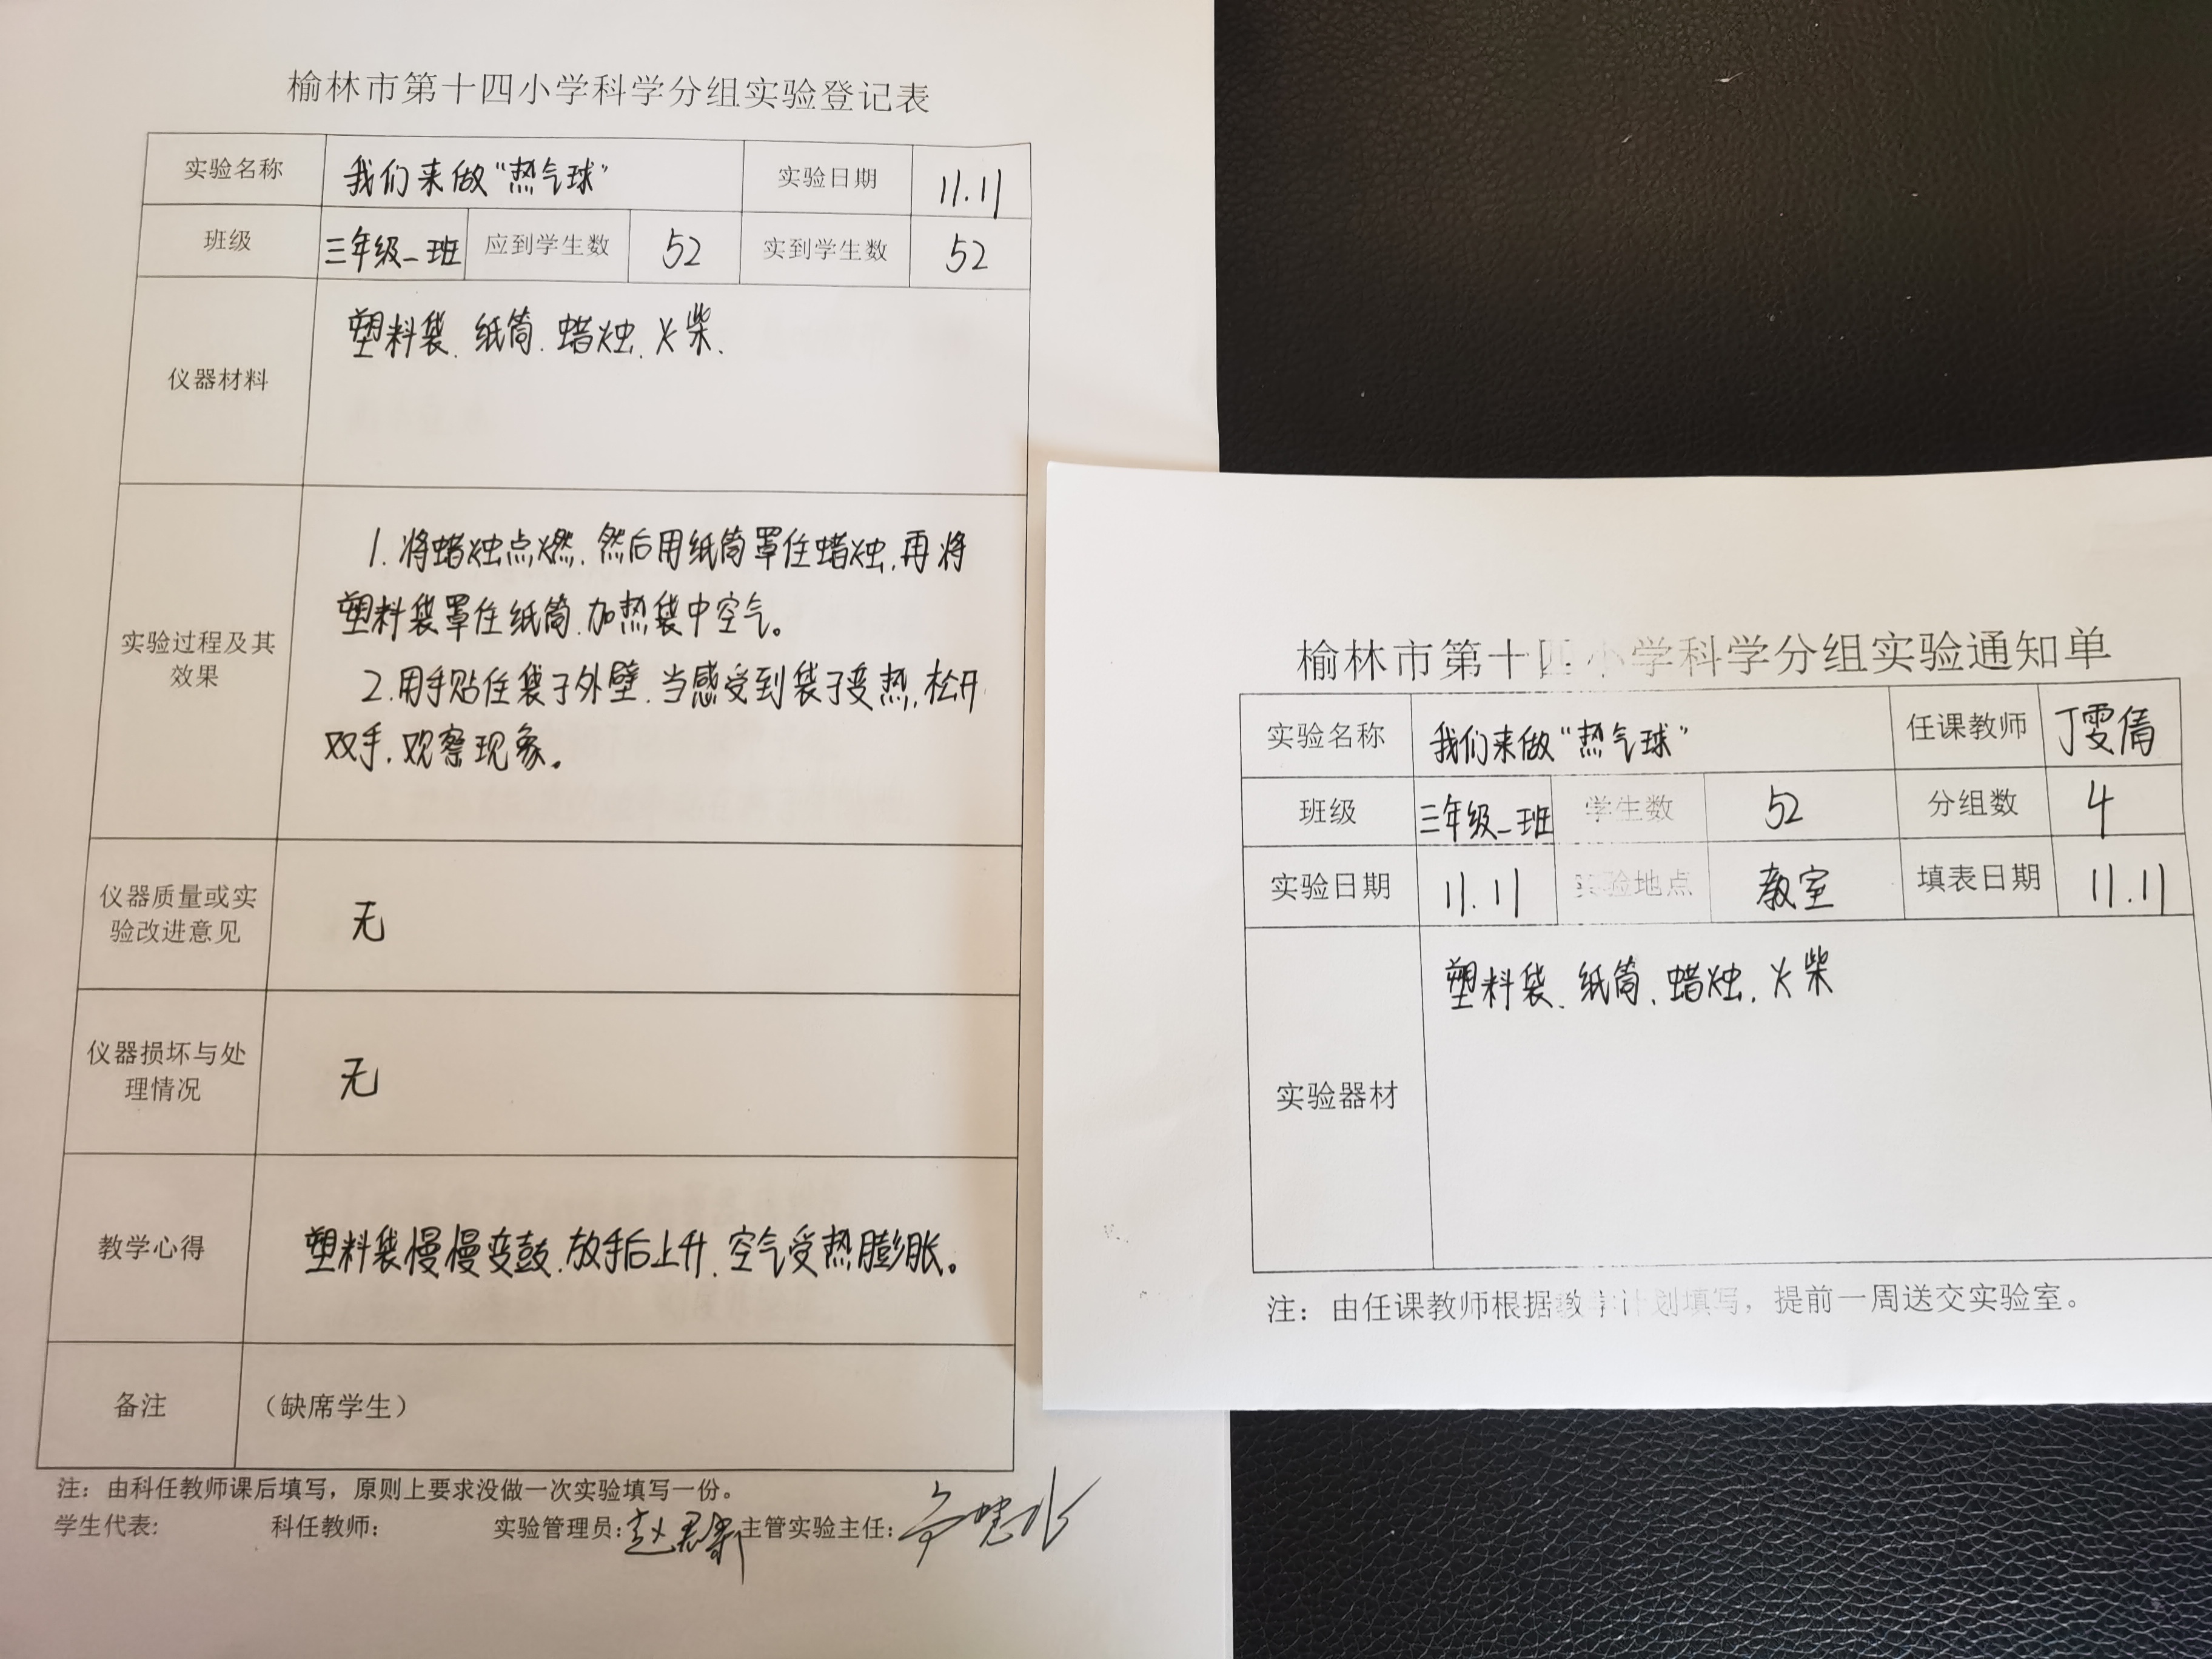 榆林市第十四小学科学分组实验登记表
实验名称 我们来做“热气球” 实验日期 11.11
班级 三年级一班 应到学生数 52 实到学生数 52
仪器材料 塑料袋、纸筒、蜡烛、火柴、
1.将蜡烛点燃,然后用纸筒罩住蜡烛,再将
塑料袋罩住纸筒,加热袋中空气。
实验过程及其
效果
2.用手贴住袋子外壁,当感受到袋子变热,松开
双手,观察现象。
仪器质量或实
验改进意见
无
仪器损坏与处
理情况
无
教学心得 塑料袋慢慢变鼓,放手后上升,空气受热膨胀。
备注 (缺席学生)
注:由科任教师课后填写,原则上要求没做一次实验填写一份。
学生代表: 科任教师: 实验管理员: 主管实验主任:
榆林市第十四小学科学分组实验通知单
实验名称 我们来做“热气球” 任课教师 丁雯倩
班级 三年级一班 学生数 52 分组数 4
实验日期 11.11 实验地点 教室 填表日期 11.11
实验器材 塑料袋、纸筒、蜡烛、火柴
注:由任课教师根据教学计划填写,提前一周送交实验室。